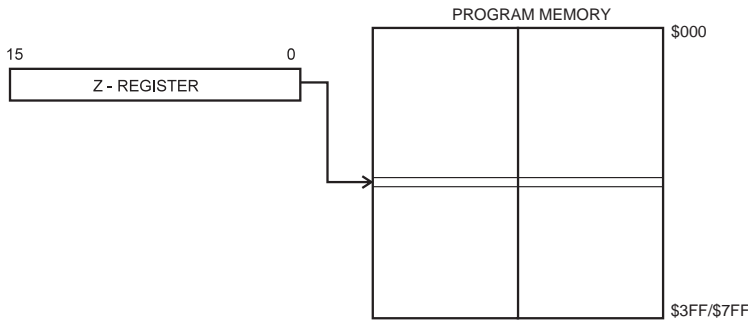 PROGRAM MEMORY
$000
15 0
Z - REGISTER
$3FF/$7FF